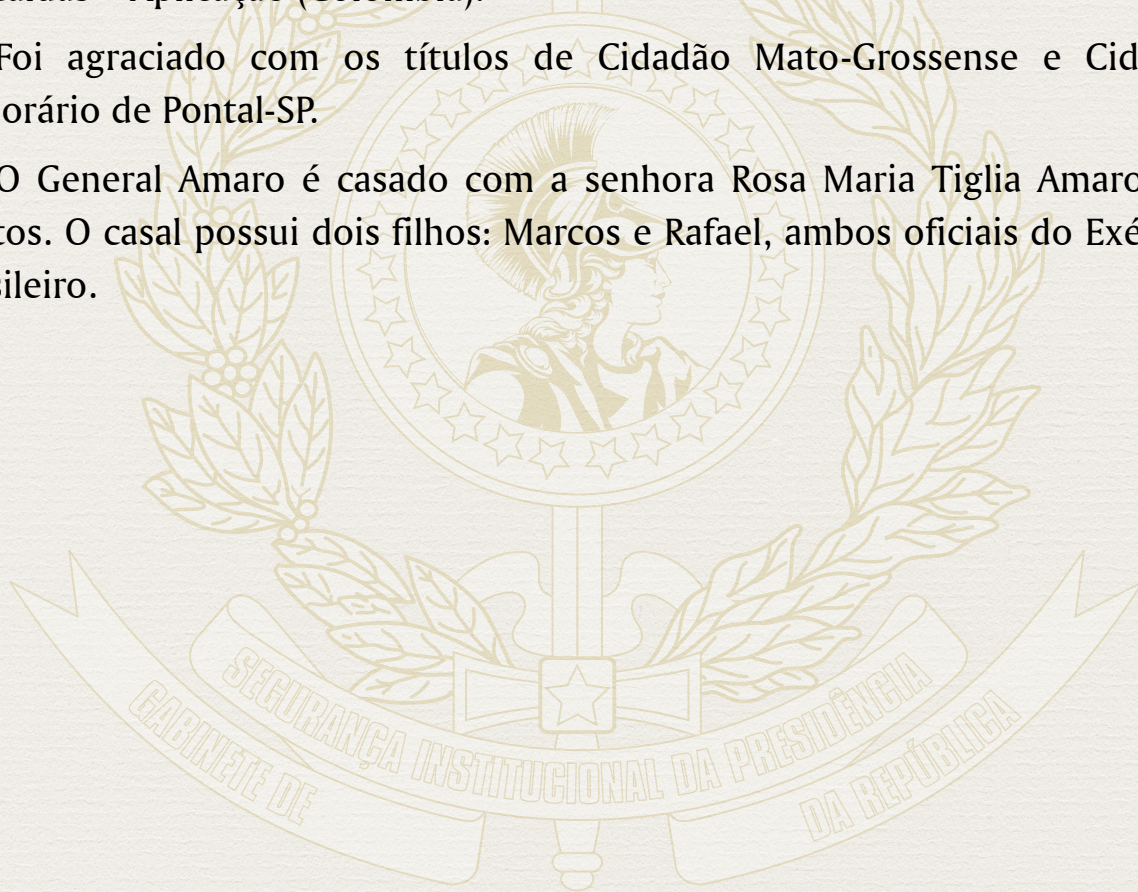 Aplicação (Colômbia).
Foi agraciado com os títulos de Cidadão Mato-Grossense e Cid
orário de Pontal-SP.
O General Amaro é casado com a senhora Rosa Maria Tiglia Amaro
tos. O casal possui dois filhos: Marcos e Rafael, ambos oficiais do Exé
sileiro.
SEGURANÇA INSTITUCIONAL DA PRESIDÊNCIA
GABINETE DE
DA REPÚBLICA